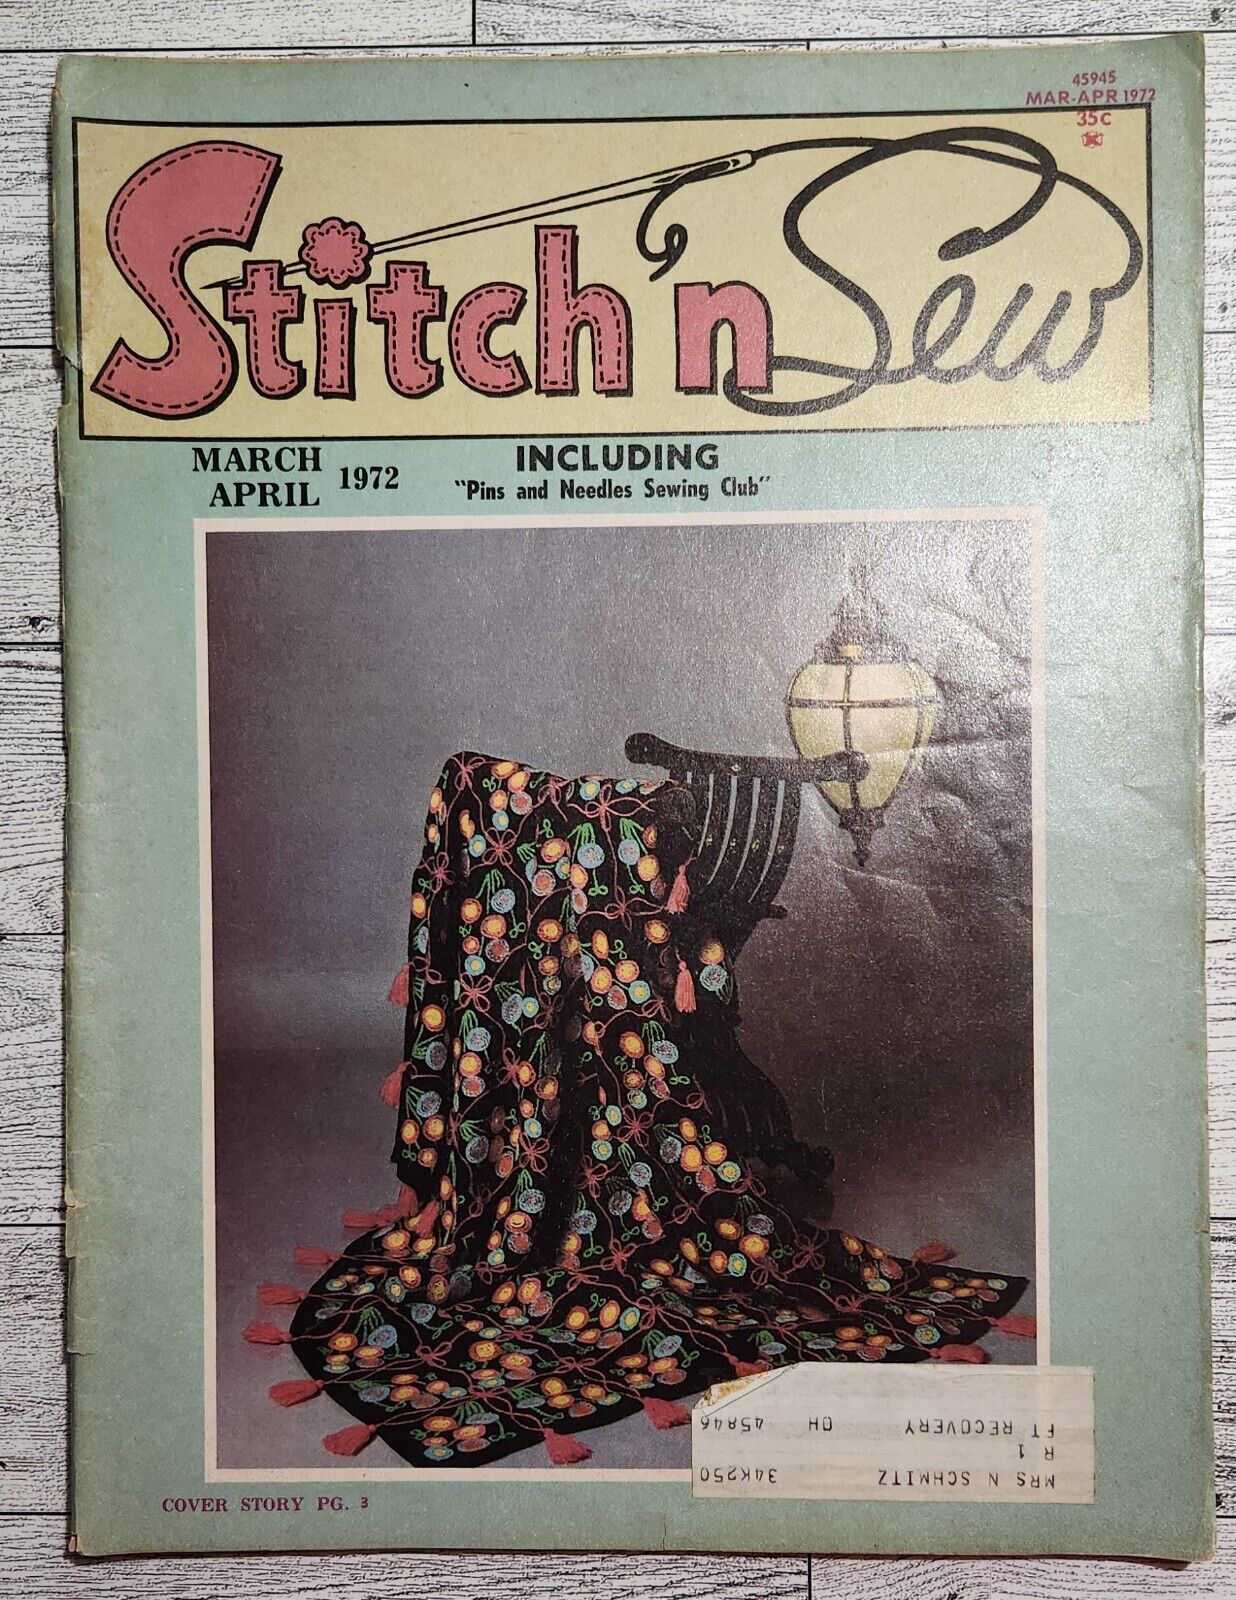 45945
MAR-APR 1972
35c
Stitch 'n Sew
MARCH
APRIL 1972
INCLUDING
"Pins and Needles Sewing Club"
MRS N SCHMITZ 34K250
R 1
FT RECOVERY OH 45846
COVER STORY PG. 3